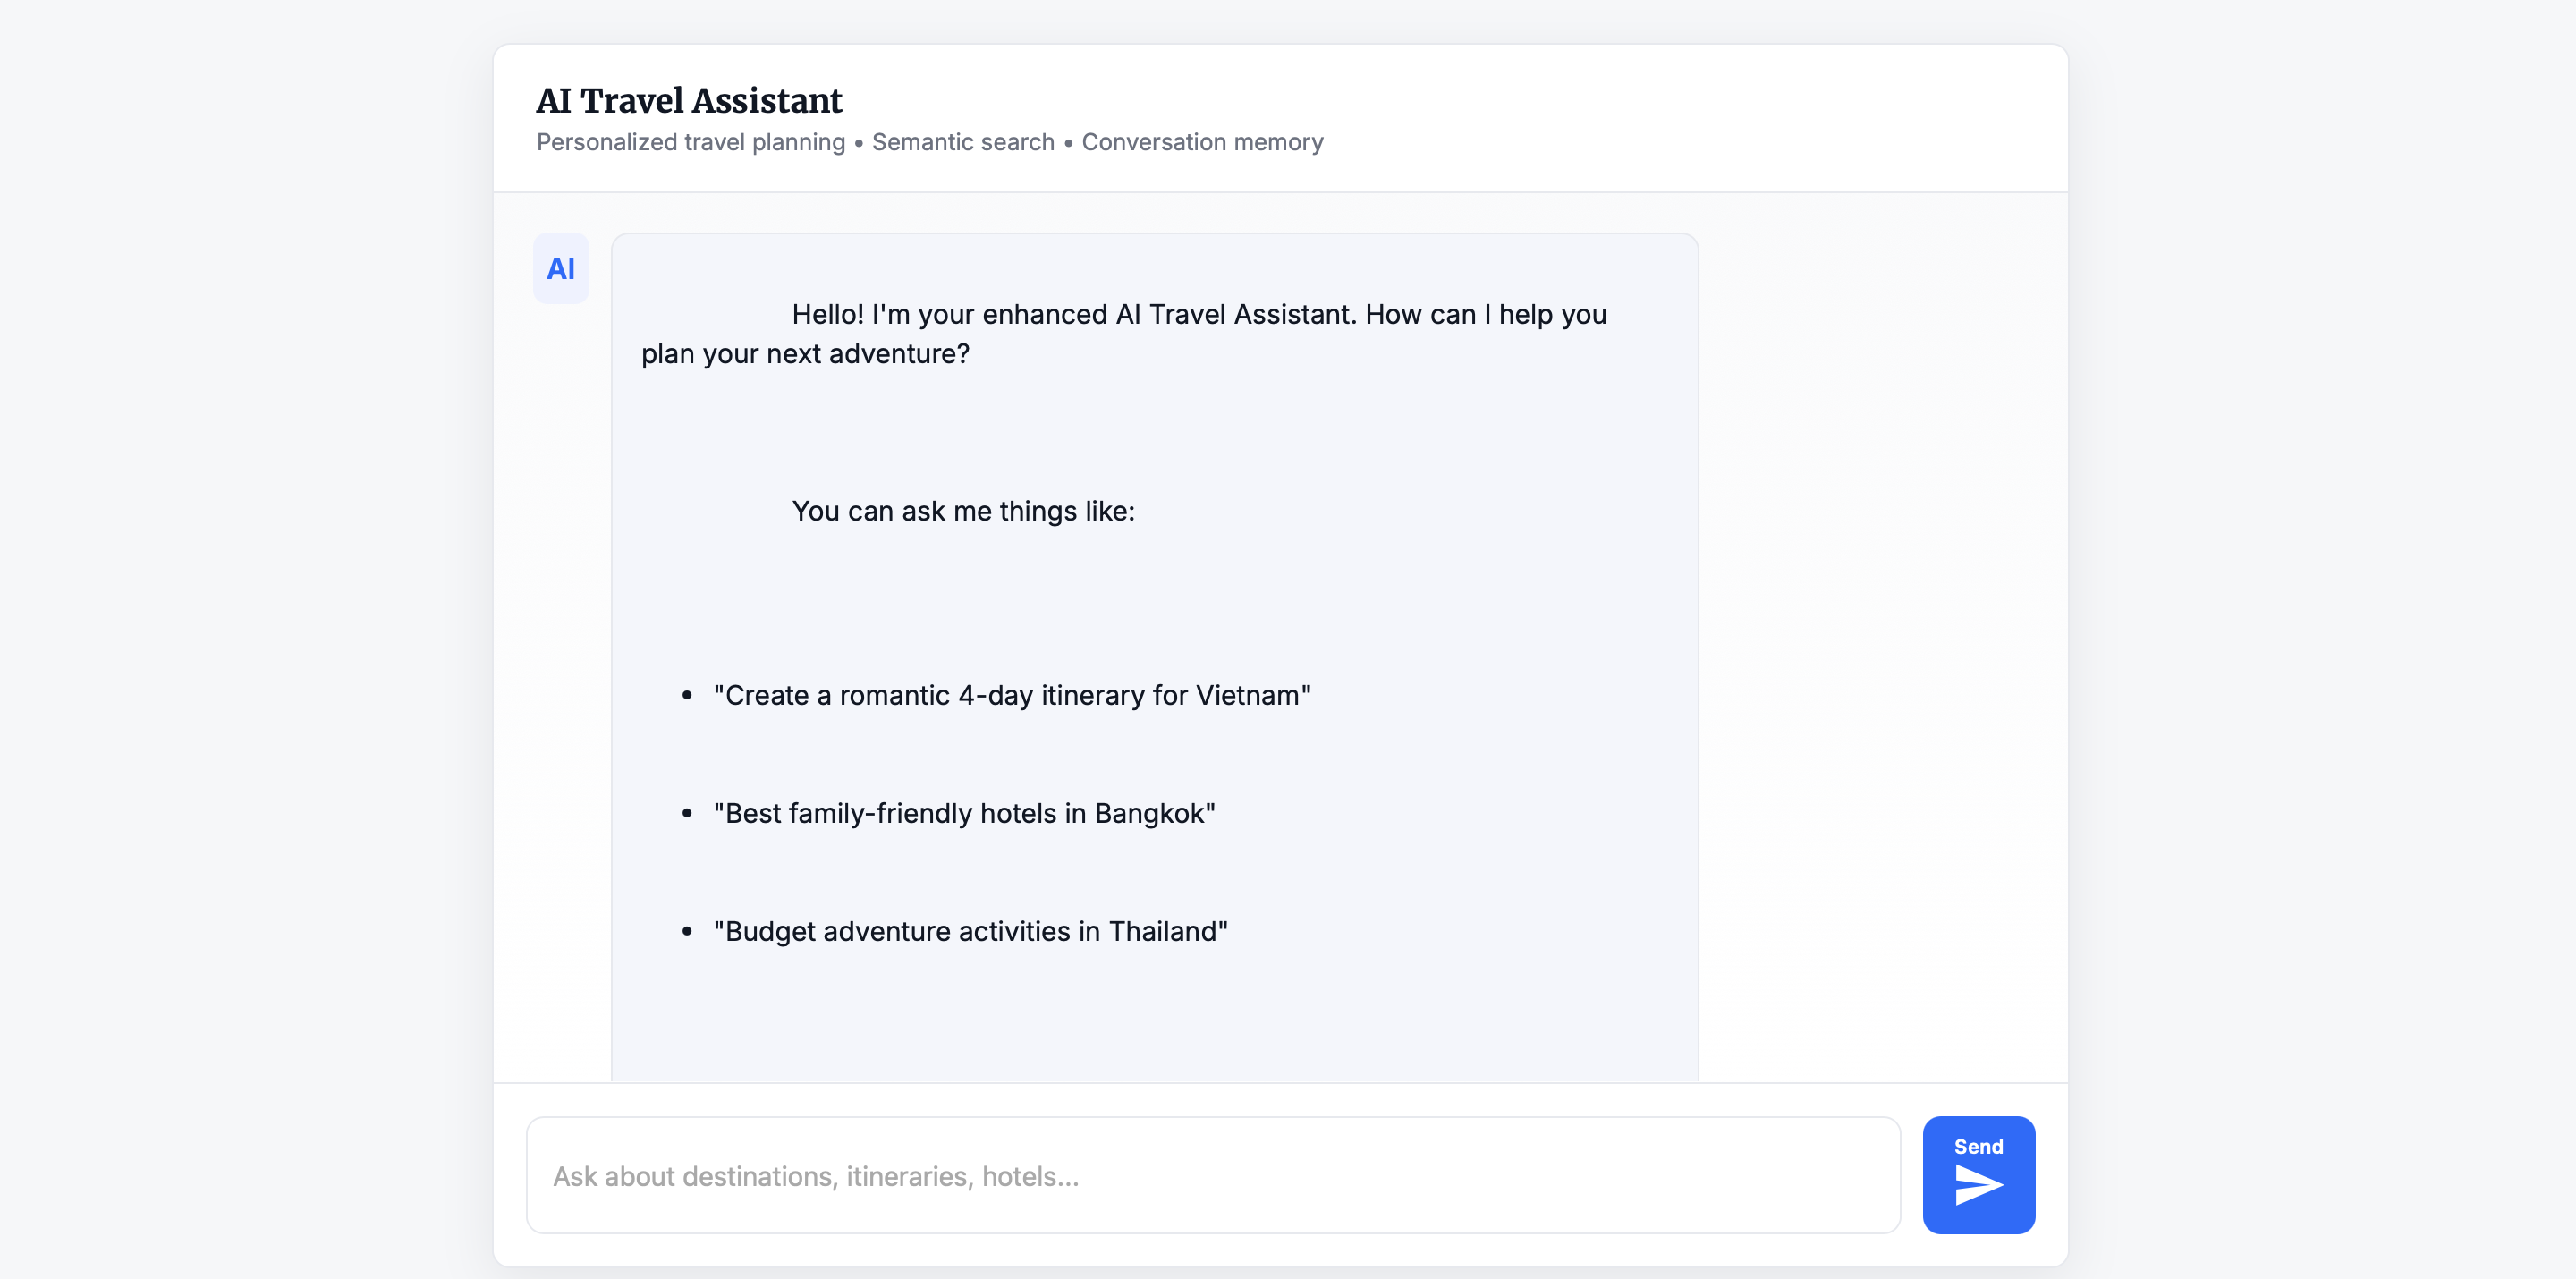 AI Travel Assistant
Personalized travel planning • Semantic search • Conversation memory
AI
Hello! I'm your enhanced AI Travel Assistant. How can I help you
plan your next adventure?
You can ask me things like:
• "Create a romantic 4-day itinerary for Vietnam"
• "Best family-friendly hotels in Bangkok"
• "Budget adventure activities in Thailand"
Ask about destinations, itineraries, hotels...
Send